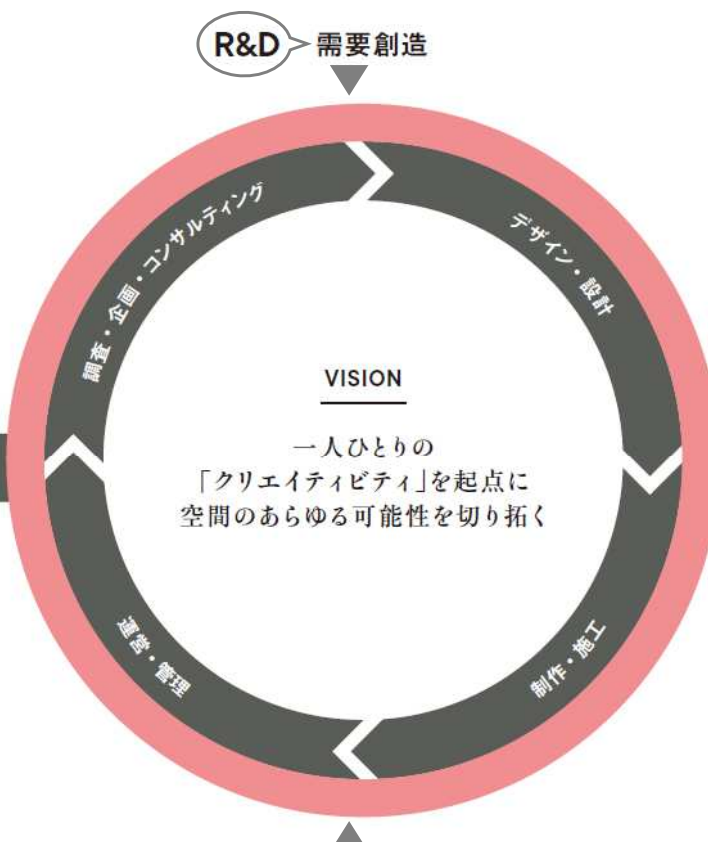 R&D 需要創造
調査・企画・コンサルティング
デザイン・設計
VISION
一人ひとりの
「クリエイティビティ」を起点に
空間のあらゆる可能性を切り拓く
運営・管理
制作・施工